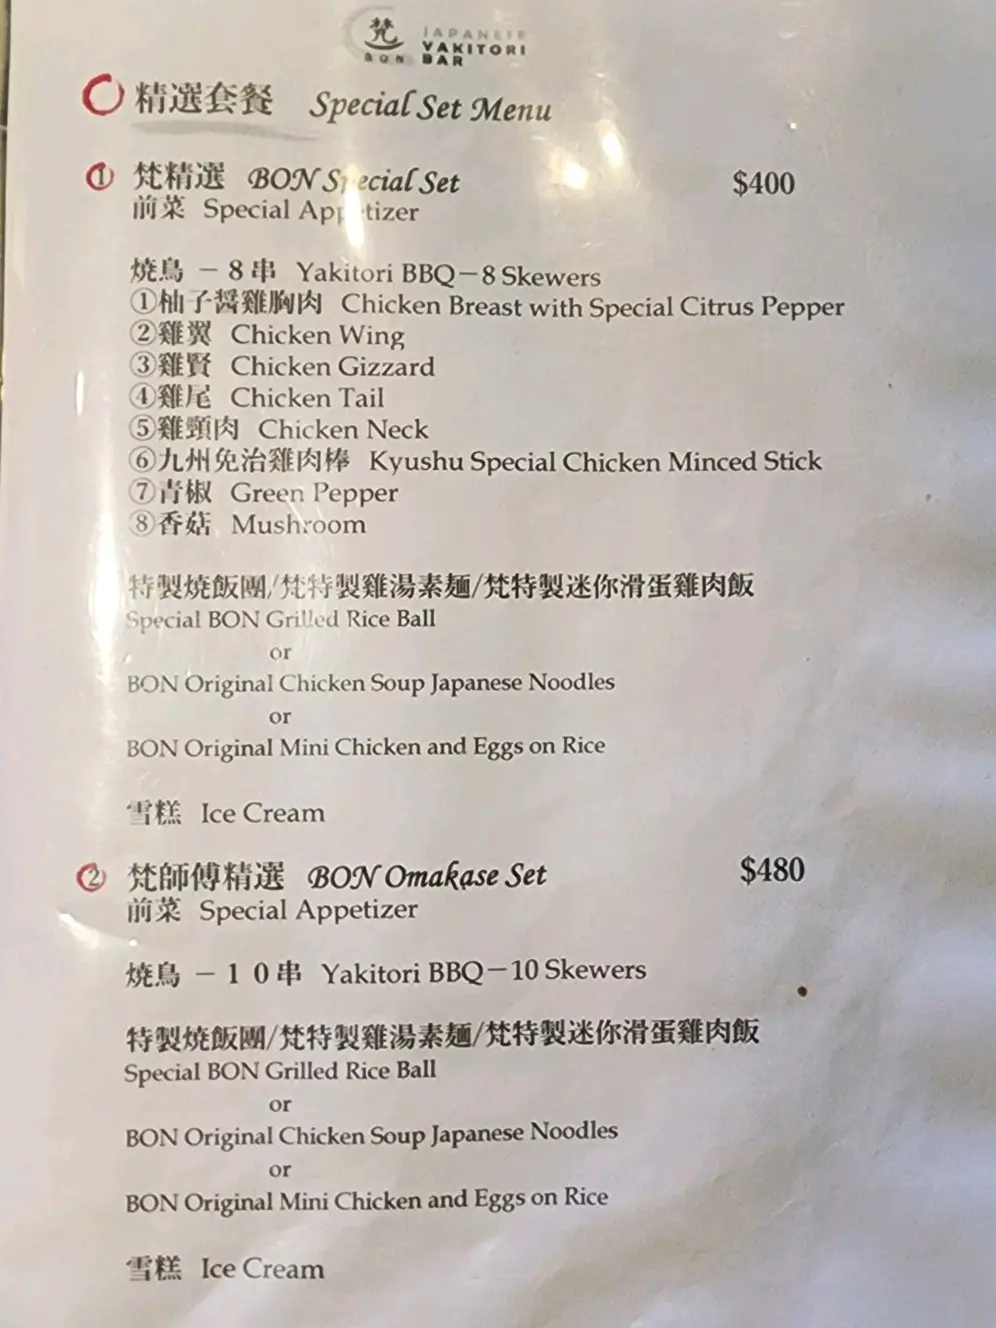 梵 JAPANESE
BON YAKITORI BAR
精選套餐 Special Set Menu
① 梵精選 BON Special Set $400
前菜 Special Appetizer
燒鳥 －8串 Yakitori BBQ－8 Skewers
①柚子醬雞胸肉 Chicken Breast with Special Citrus Pepper
②雞翼 Chicken Wing
③雞賢 Chicken Gizzard
④雞尾 Chicken Tail
⑤雞頸肉 Chicken Neck
⑥九州免治雞肉棒 Kyushu Special Chicken Minced Stick
⑦青椒 Green Pepper
⑧香菇 Mushroom
特製燒飯團/梵特製雞湯素麵/梵特製迷你滑蛋雞肉飯
Special BON Grilled Rice Ball
or
BON Original Chicken Soup Japanese Noodles
or
BON Original Mini Chicken and Eggs on Rice
雪糕 Ice Cream
② 梵師傅精選 BON Omakase Set $480
前菜 Special Appetizer
燒鳥 －10串 Yakitori BBQ－10 Skewers
特製燒飯團/梵特製雞湯素麵/梵特製迷你滑蛋雞肉飯
Special BON Grilled Rice Ball
or
BON Original Chicken Soup Japanese Noodles
or
BON Original Mini Chicken and Eggs on Rice
雪糕 Ice Cream